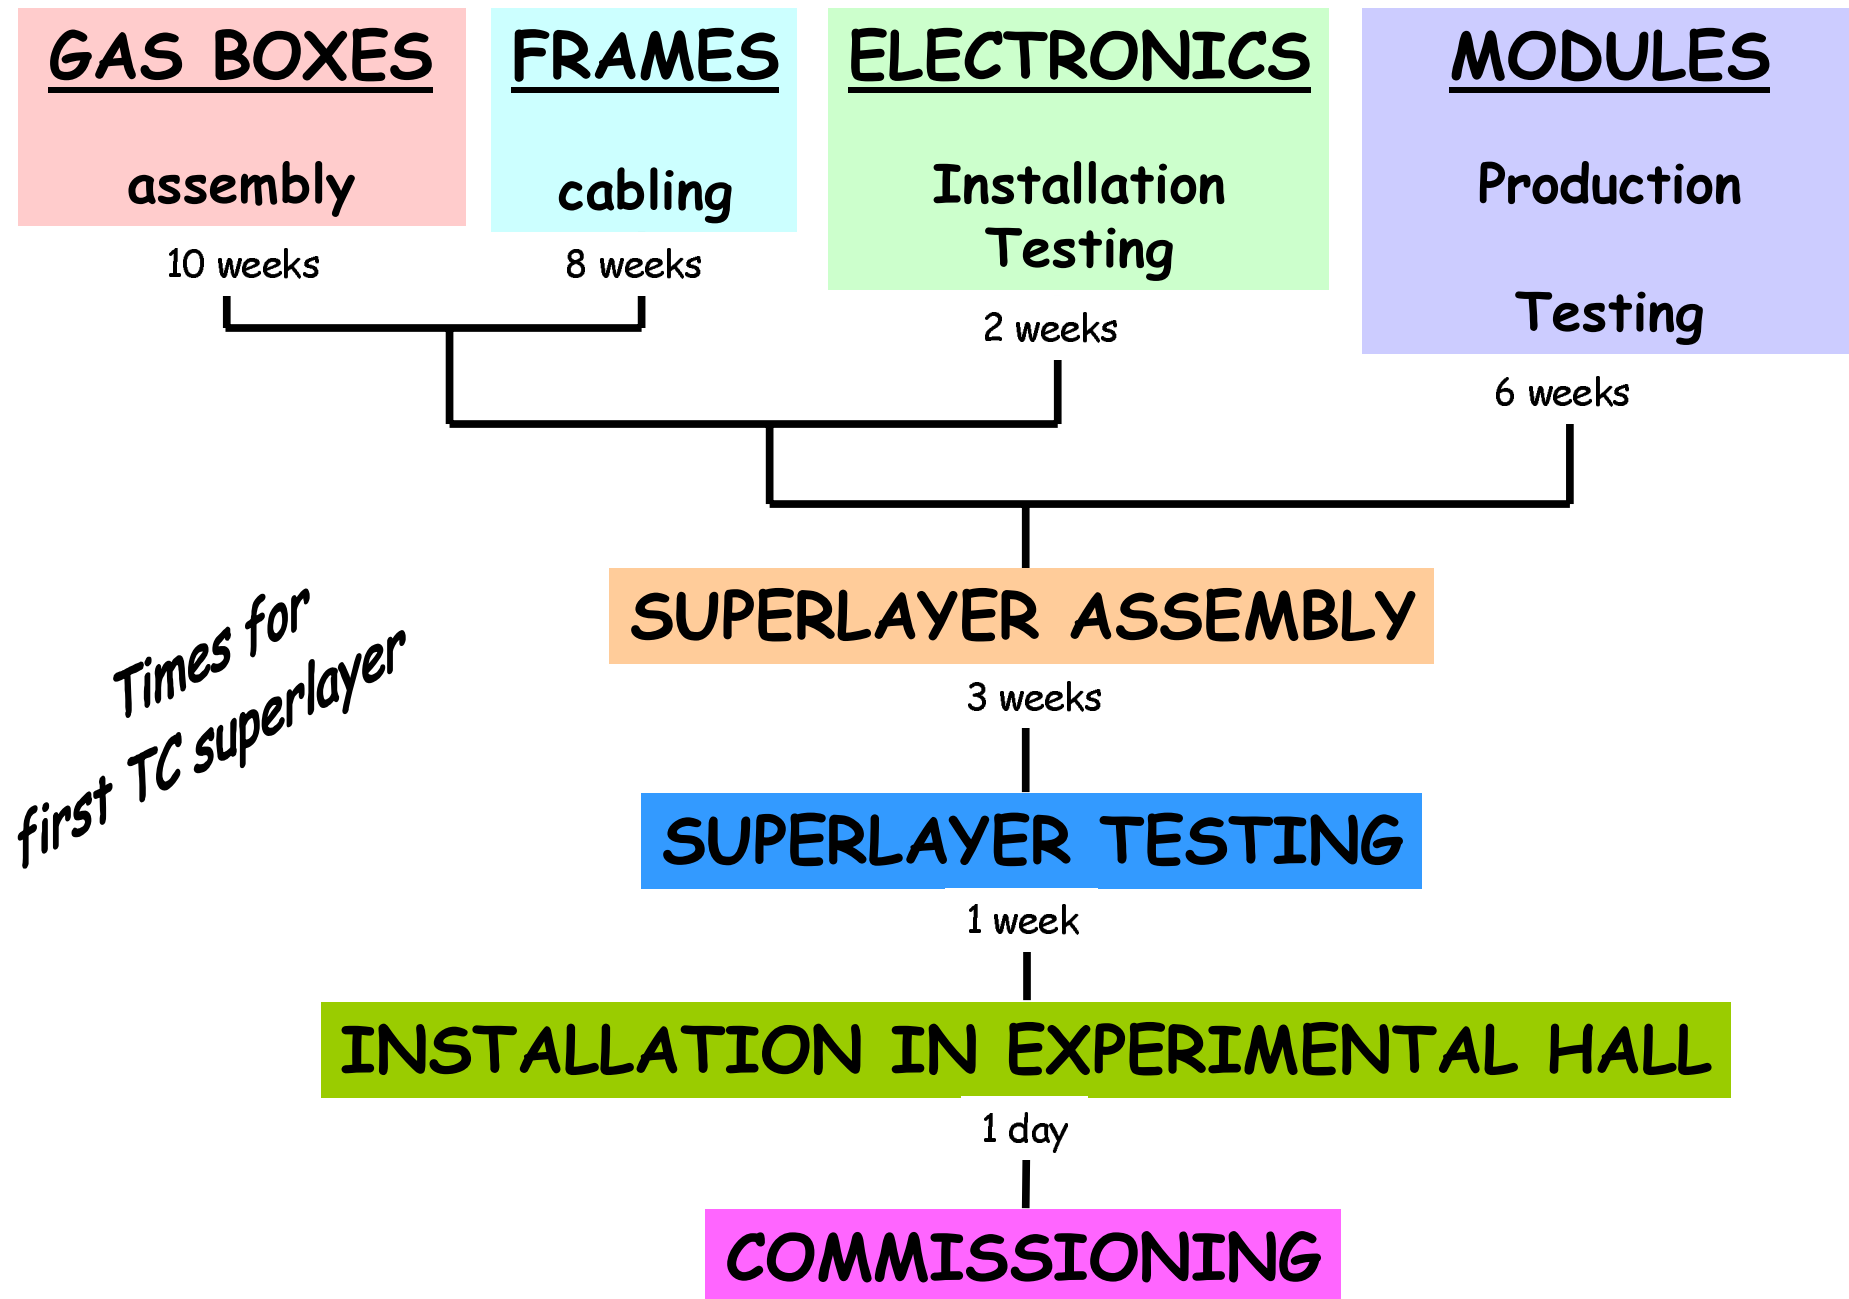 GAS BOXES
assembly
10 weeks
FRAMES
cabling
8 weeks
ELECTRONICS
Installation
Testing
2 weeks
MODULES
Production
Testing
6 weeks
Times for
first TC superlayer
SUPERLAYER ASSEMBLY
3 weeks
SUPERLAYER TESTING
1 week
INSTALLATION IN EXPERIMENTAL HALL
1 day
COMMISSIONING